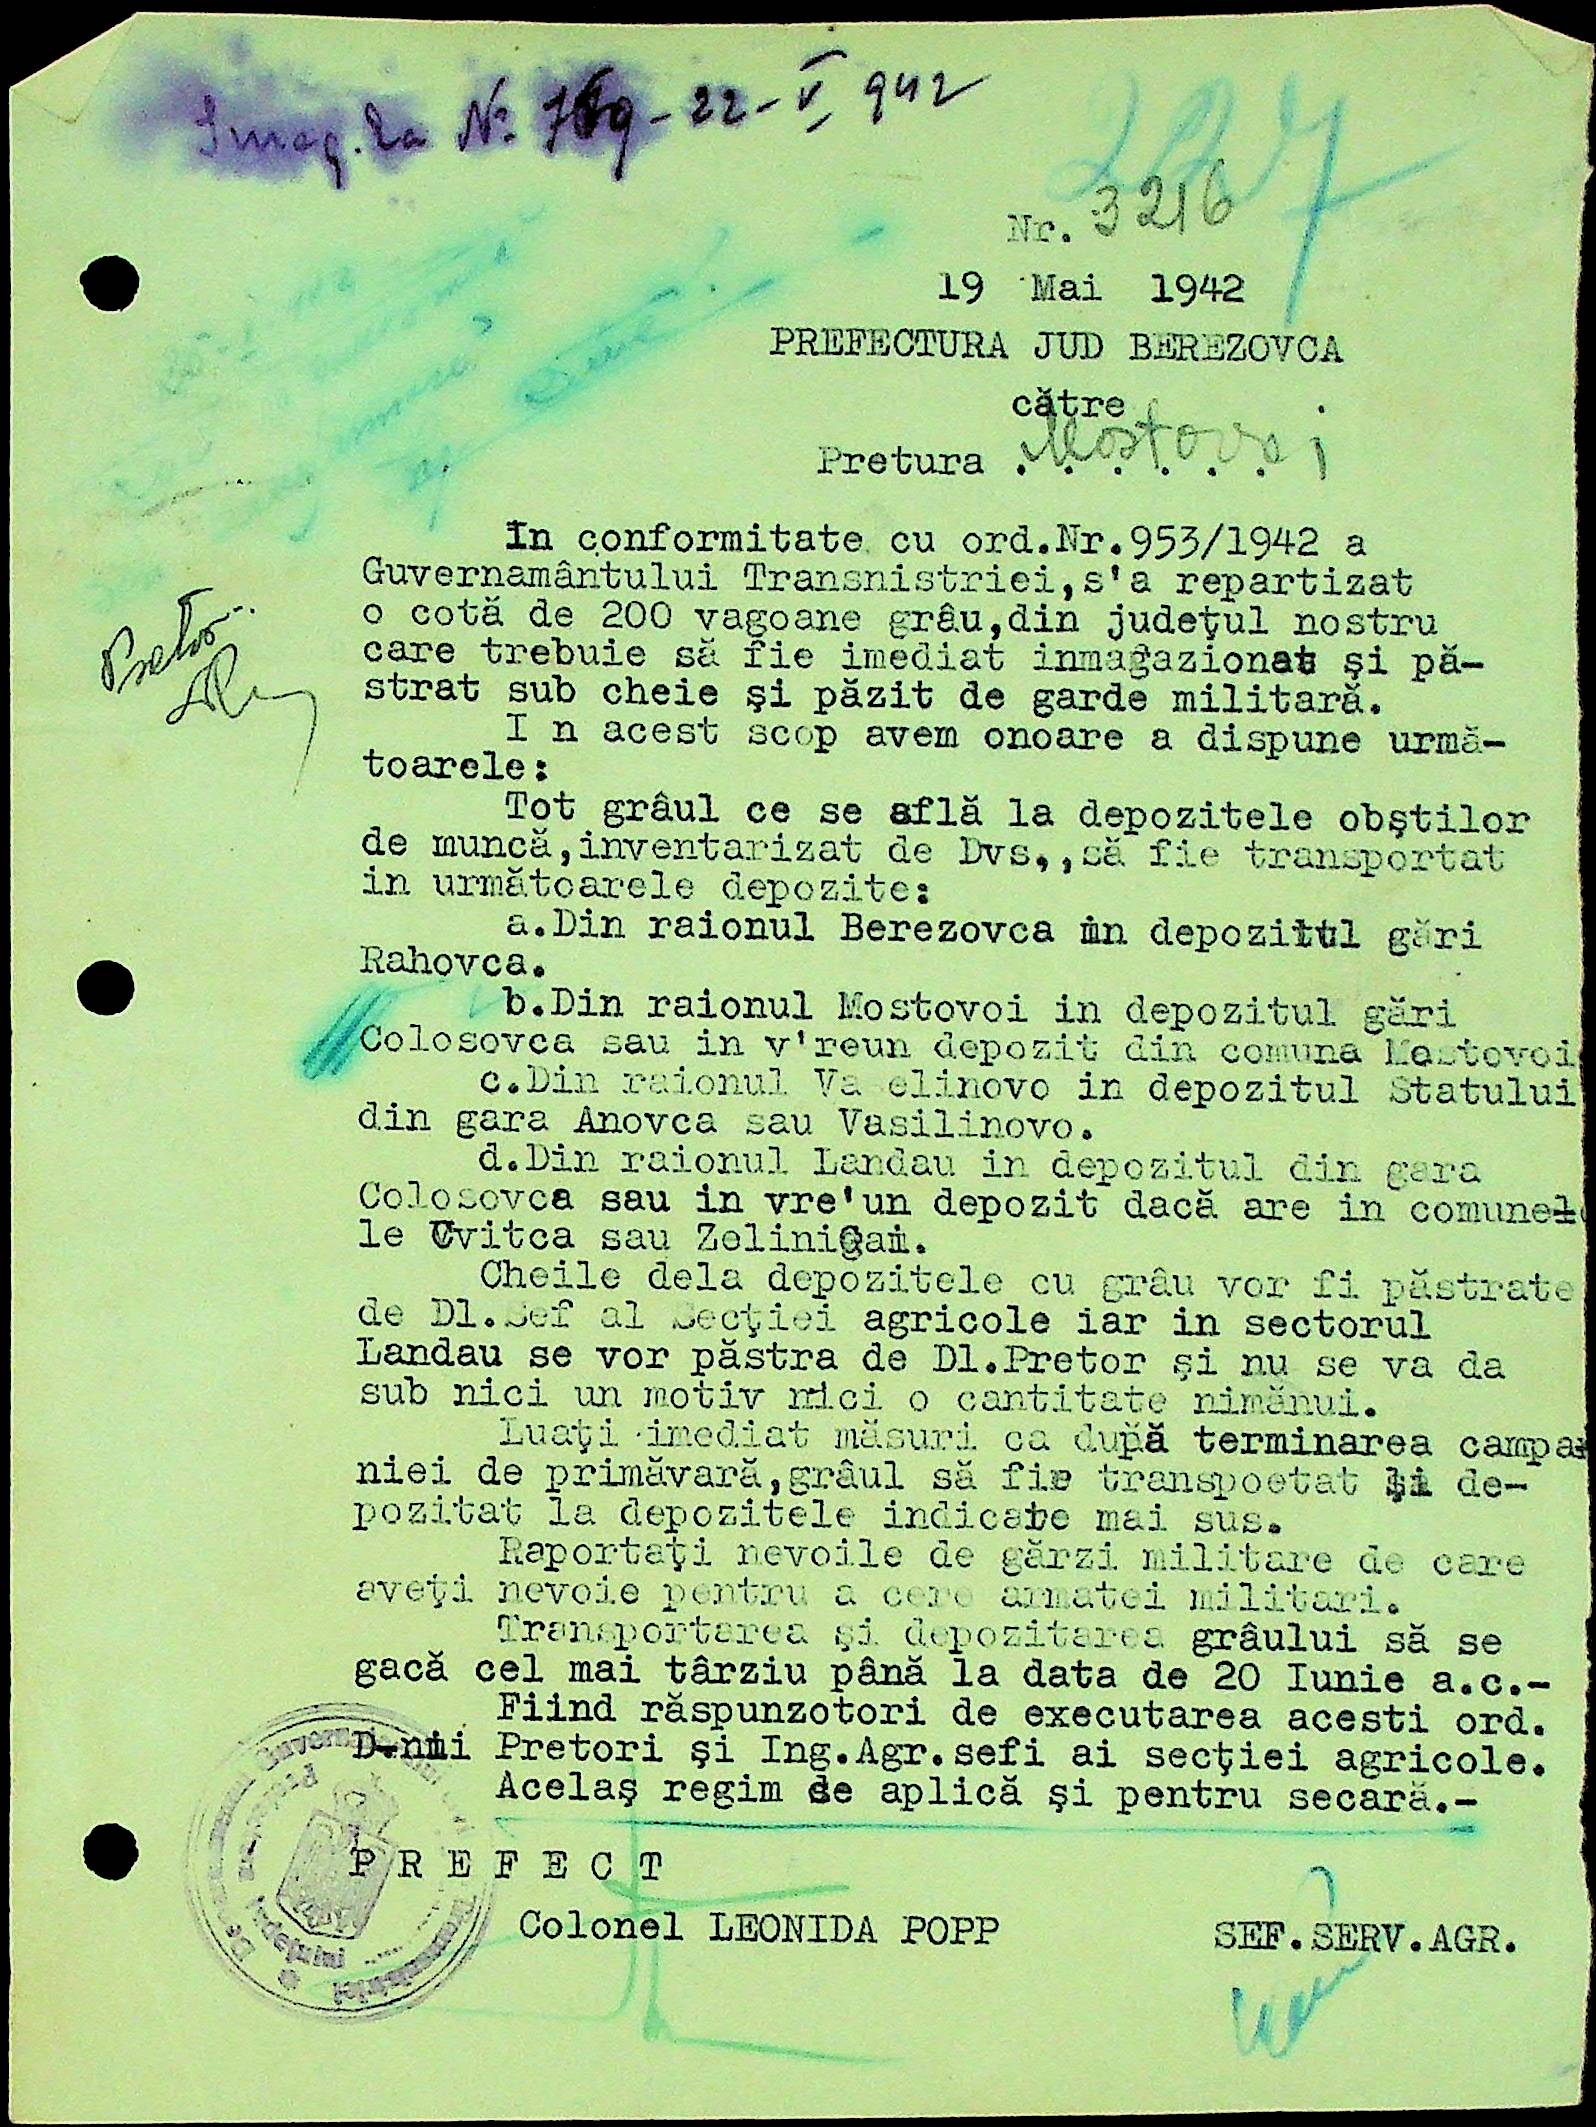 Inreg. la No 769-22-V, 942
Nr. 3216
19 Mai 1942
PREFECTURA JUD BEREZOVCA
către
Pretura Mostovoi
In conformitate cu ord.Nr.953/1942 a
Guvernamântului Transnistriei,s'a repartizat
o cotă de 200 vagoane grâu,din judeţul nostru
care trebuie să fie imediat inmagazionat şi pă-
strat sub cheie şi păzit de garde militară.
I n acest scop avem onoare a dispune urmă-
toarele:
Tot grâul ce se află la depozitele obştilor
de muncă,inventarizat de Dvs.,să fie transportat
in următoarele depozite:
a.Din raionul Berezovca in depozitul gări
Rahovca.
b.Din raionul Mostovoi in depozitul gări
Colosovca sau in v'reun depozit din comuna Mostovoi
c.Din raionul Va elinovo in depozitul Statului
din gara Anovca sau Vasilinovo.
d.Din raionul Landau in depozitul din gara
Colosovca sau in vre'un depozit dacă are in comunel
le Cvitca sau ZeliniGai.
Cheile dela depozitele cu grâu vor fi păstrate
de Dl.Sef al Secţiei agricole iar in sectorul
Landau se vor păstra de Dl.Pretor şi nu se va da
sub nici un motiv nici o cantitate nimănui.
Luaţi imediat măsuri ca după terminarea campa
niei de primăvară,grâul să fie transpoetat şi de-
pozitat la depozitele indicate mai sus.
Raportaţi nevoile de gărzi militare de care
aveţi nevoie pentru a cere armatei militari.
Transportarea şi depozitarea grâului să se
gacă cel mai târziu până la data de 20 Iunie a.c.-
Fiind răspunzotori de executarea acesti ord.
D.nii Pretori şi Ing.Agr.sefi ai secţiei agricole.
Acelaş regim se aplică şi pentru secară.-
P R E F E C T
Colonel LEONIDA POPP
SEF.SERV.AGR.
Pretor